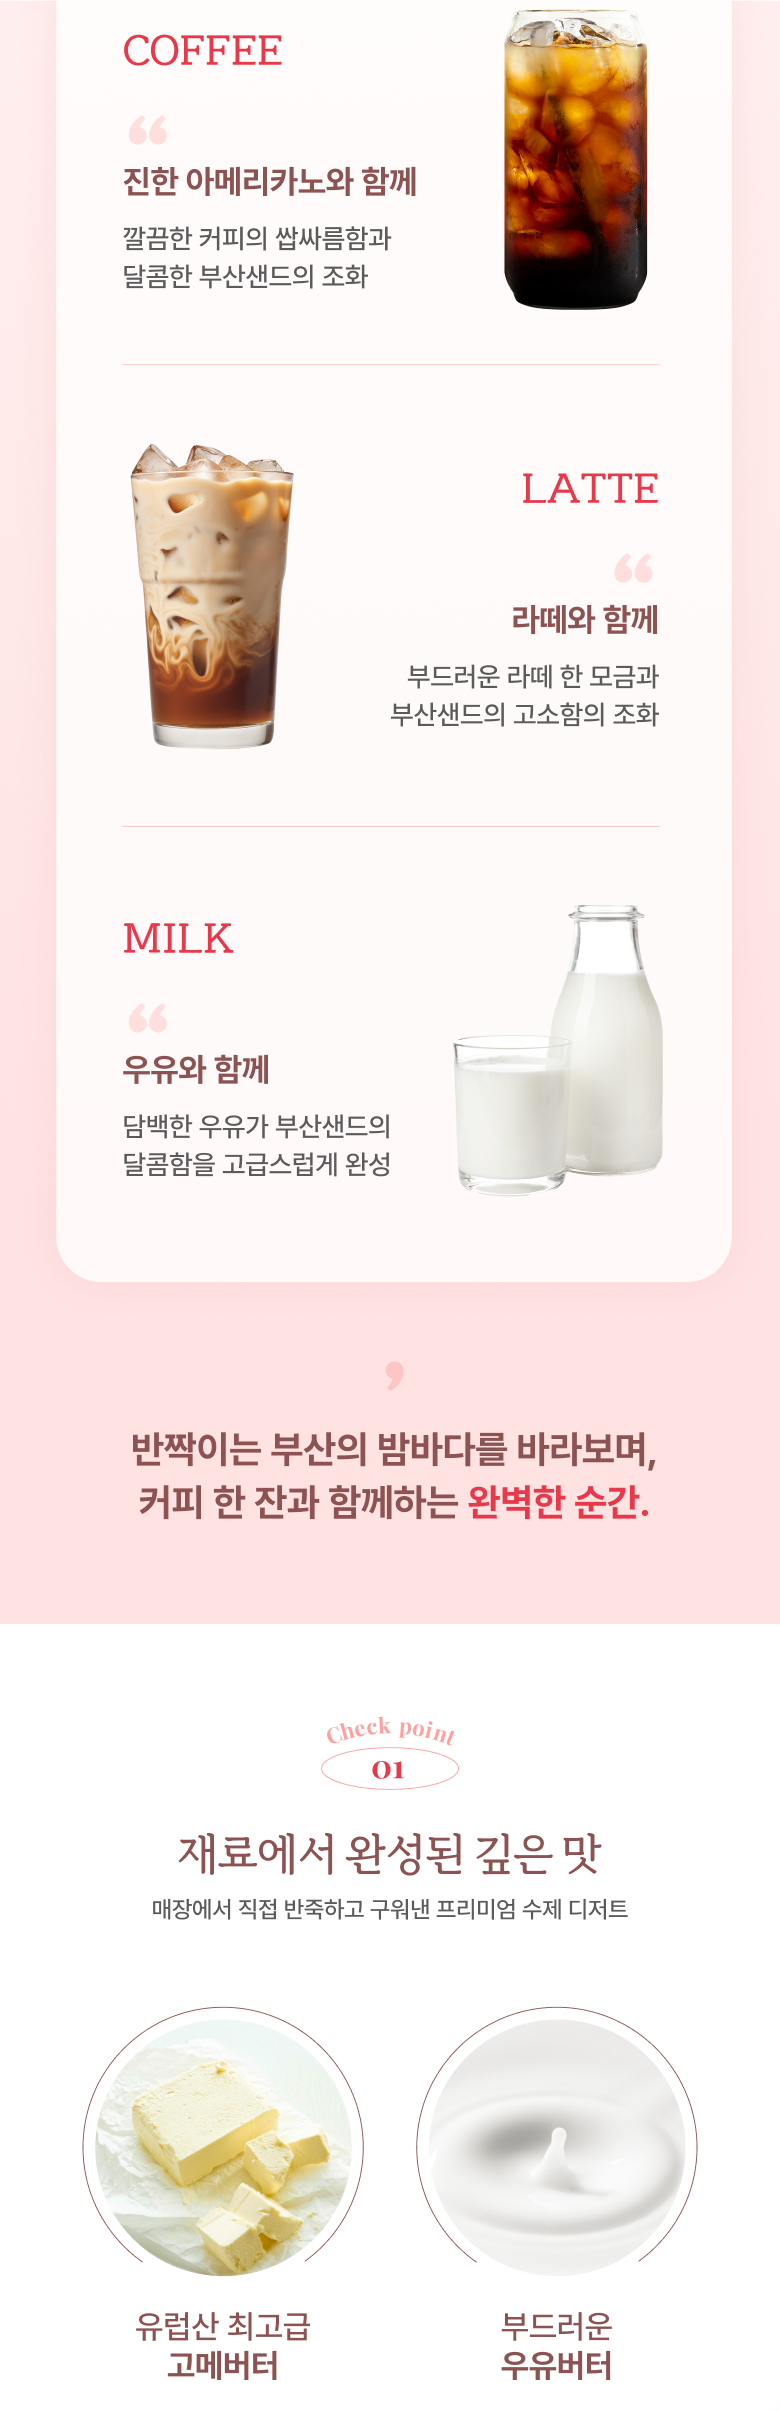 COFFEE
“
진한 아메리카노와 함께
깔끔한 커피의 쌉싸름함과
달콤한 부산샌드의 조화
LATTE
“
라떼와 함께
부드러운 라떼 한 모금과
부산샌드의 고소함의 조화
MILK
“
우유와 함께
담백한 우유가 부산샌드의
달콤함을 고급스럽게 완성
,
반짝이는 부산의 밤바다를 바라보며,
커피 한 잔과 함께하는 완벽한 순간.
Check point
01
재료에서 완성된 깊은 맛
매장에서 직접 반죽하고 구워낸 프리미엄 수제 디저트
유럽산 최고급
고메버터
부드러운
우유버터